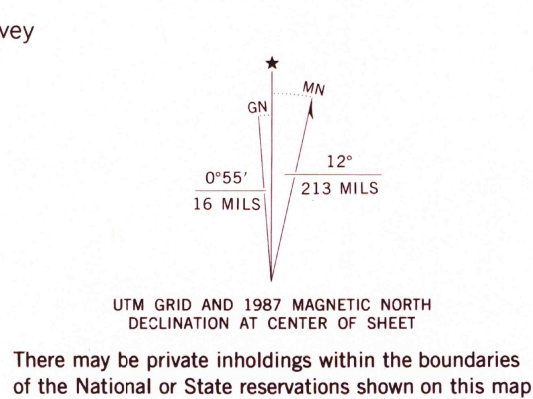 vey
★
MN
GN
12°
0°55′
213 MILS
16 MILS
UTM GRID AND 1987 MAGNETIC NORTH
DECLINATION AT CENTER OF SHEET
There may be private inholdings within the boundaries
of the National or State reservations shown on this map